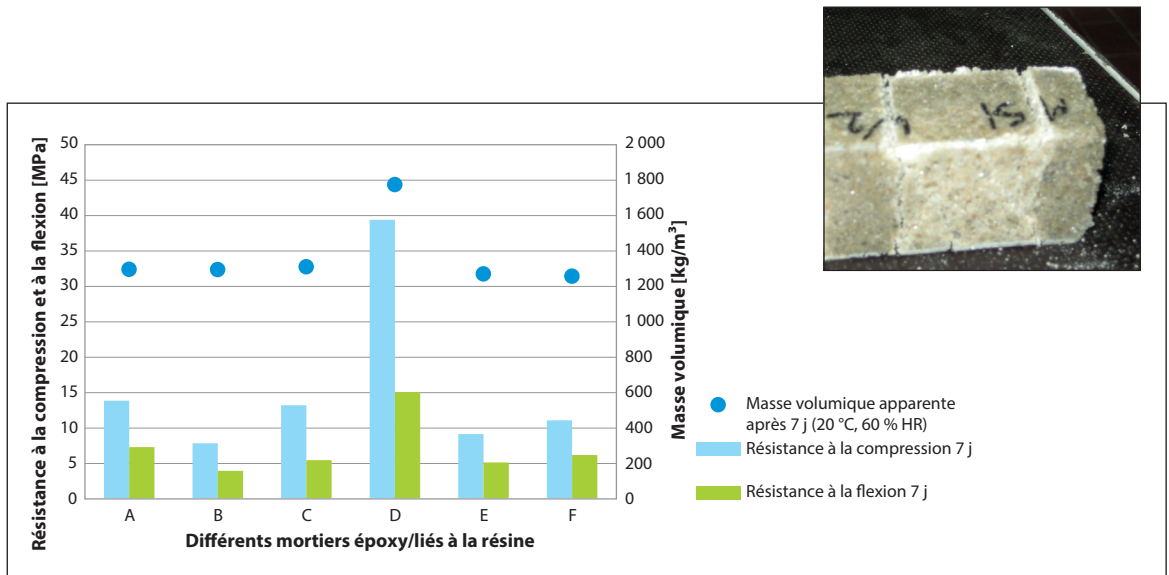 Résistance à la compression et à la flexion [MPa]
50
45
40
35
30
25
20
15
10
5
0
2 000
1 800
1 600
1 400
1 200
1 000
800
600
400
200
0
Masse volumique [kg/m³]
A B C D E F
Différents mortiers époxy/liés à la résine
Masse volumique apparente
après 7 j (20 °C, 60 % HR)
Résistance à la compression 7 j
Résistance à la flexion 7 j